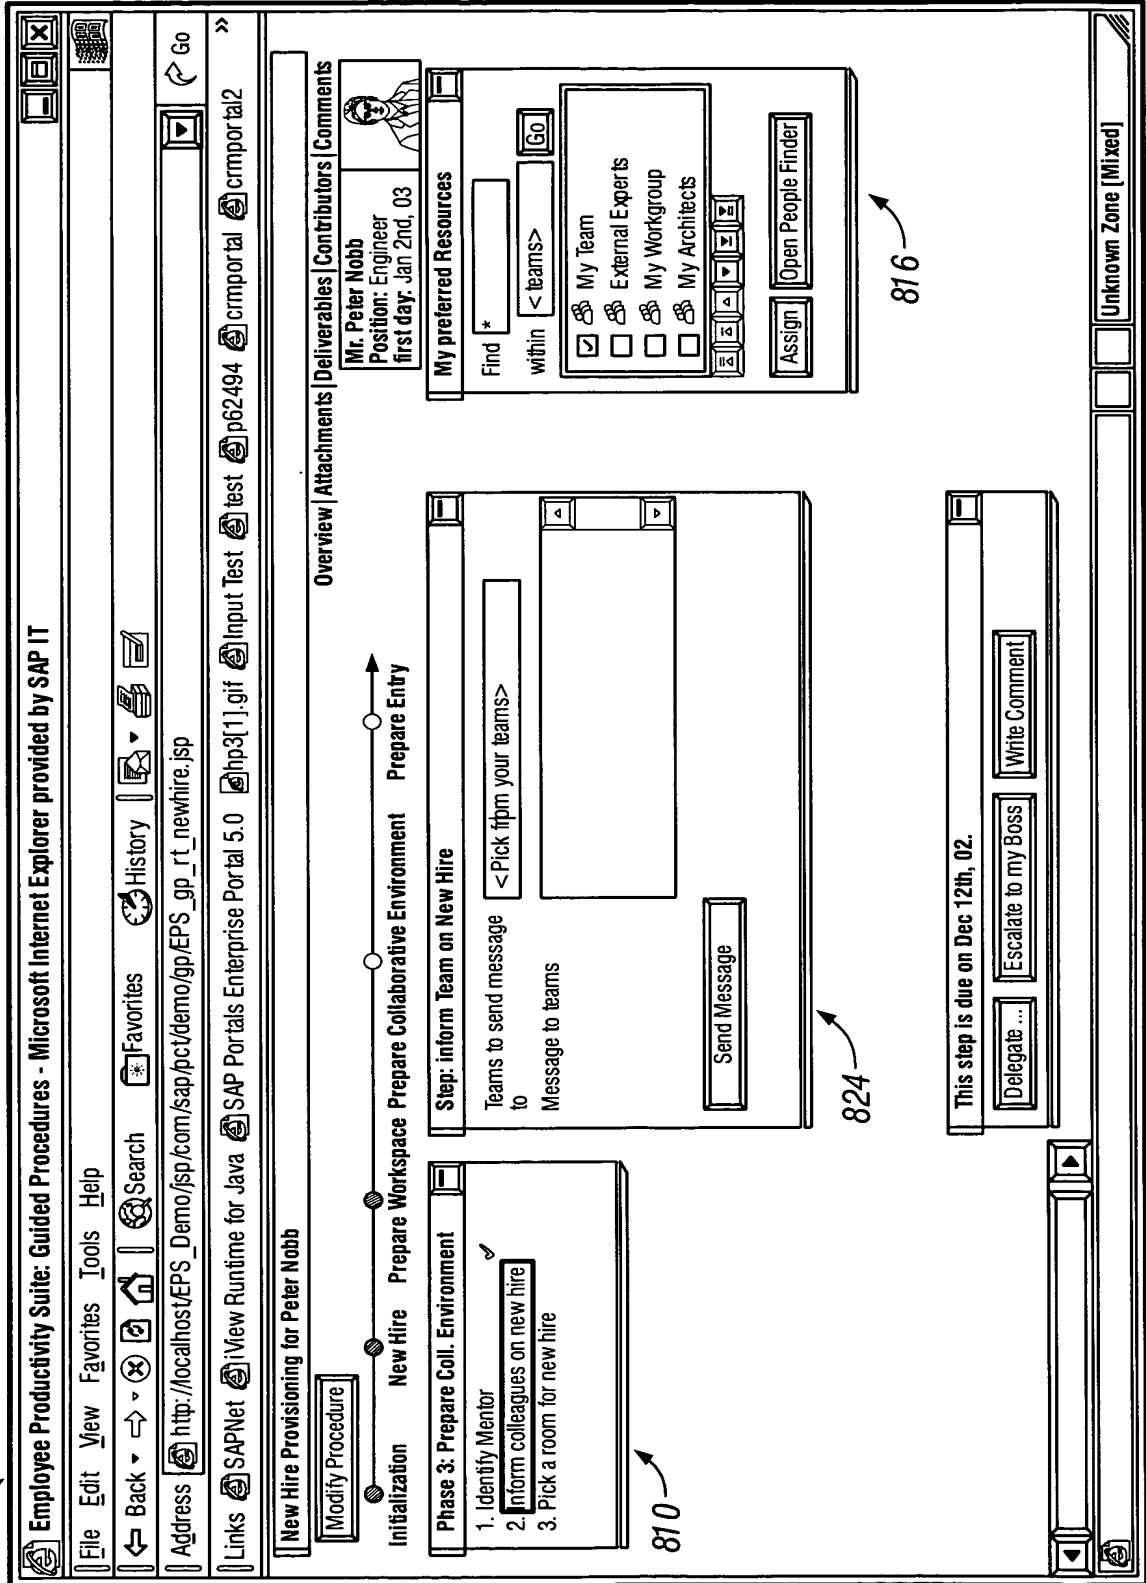 Employee Productivity Suite: Guided Procedures - Microsoft Internet Explorer provided by SAP IT
File Edit View Favorites Tools Help
Back Search Favorites History
Address http://localhost/EPS_Demo/jsp/com/sap/pct/demo/gp/EPS_gp_rt_newhire.jsp Go
Links SAPNet iView Runtime for Java SAP Portals Enterprise Portal 5.0 hp3[1].gif Input Test test p62494 crmportal crmportal2 »
New Hire Provisioning for Peter Nobb
Modify Procedure
Overview | Attachments | Deliverables | Contributors | Comments
Initialization New Hire Prepare Workspace Prepare Collaborative Environment Prepare Entry
Mr. Peter Nobb
Position: Engineer
first day: Jan 2nd, 03
Phase 3: Prepare Coll. Environment
1. Identify Mentor
2. Inform colleagues on new hire
3. Pick a room for new hire
810
Step: inform Team on New Hire
Teams to send message
to
< Pick from your teams>
Message to teams
Send Message
824
My preferred Resources
Find *
within < teams> Go
My Team
External Experts
My Workgroup
My Architects
Assign Open People Finder
816
This step is due on Dec 12th, 02.
Delegate ... Escalate to my Boss Write Comment
Unknown Zone [Mixed]